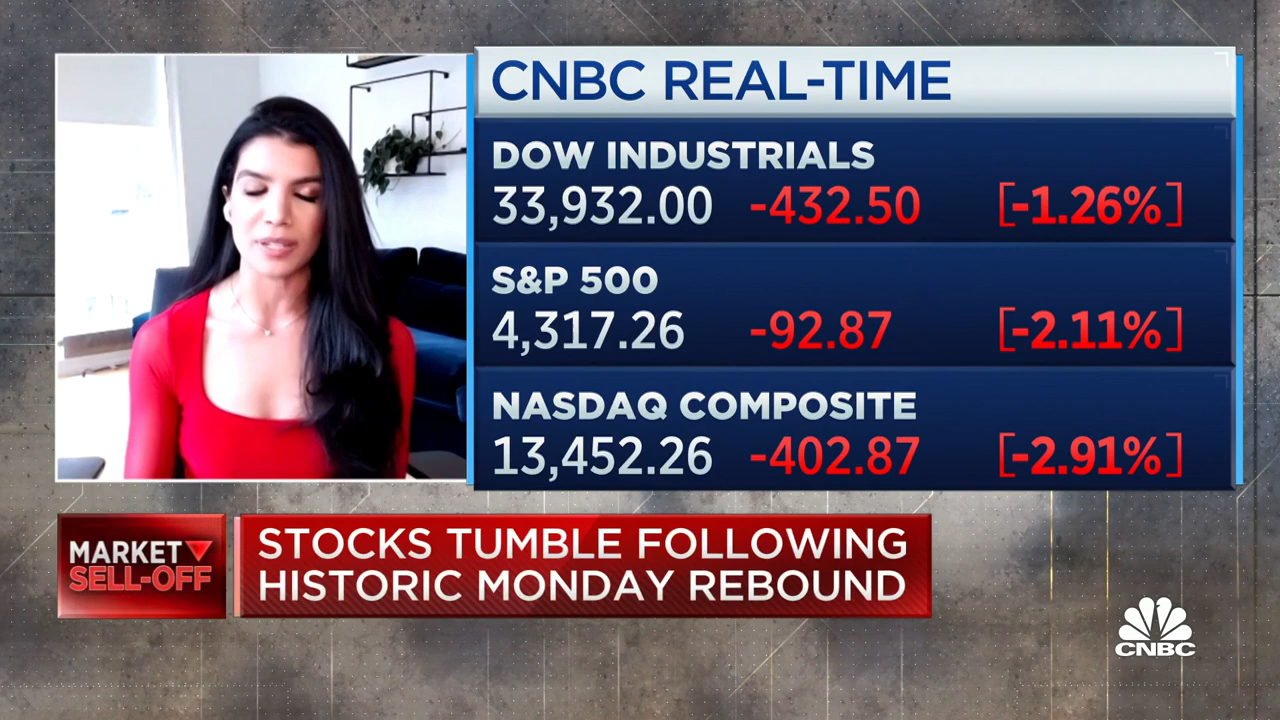 CNBC REAL-TIME
DOW INDUSTRIALS
33,932.00 -432.50 [-1.26%]
S&P 500
4,317.26 -92.87 [-2.11%]
NASDAQ COMPOSITE
13,452.26 -402.87 [-2.91%]
MARKET
SELL-OFF
STOCKS TUMBLE FOLLOWING
HISTORIC MONDAY REBOUND
CNBC